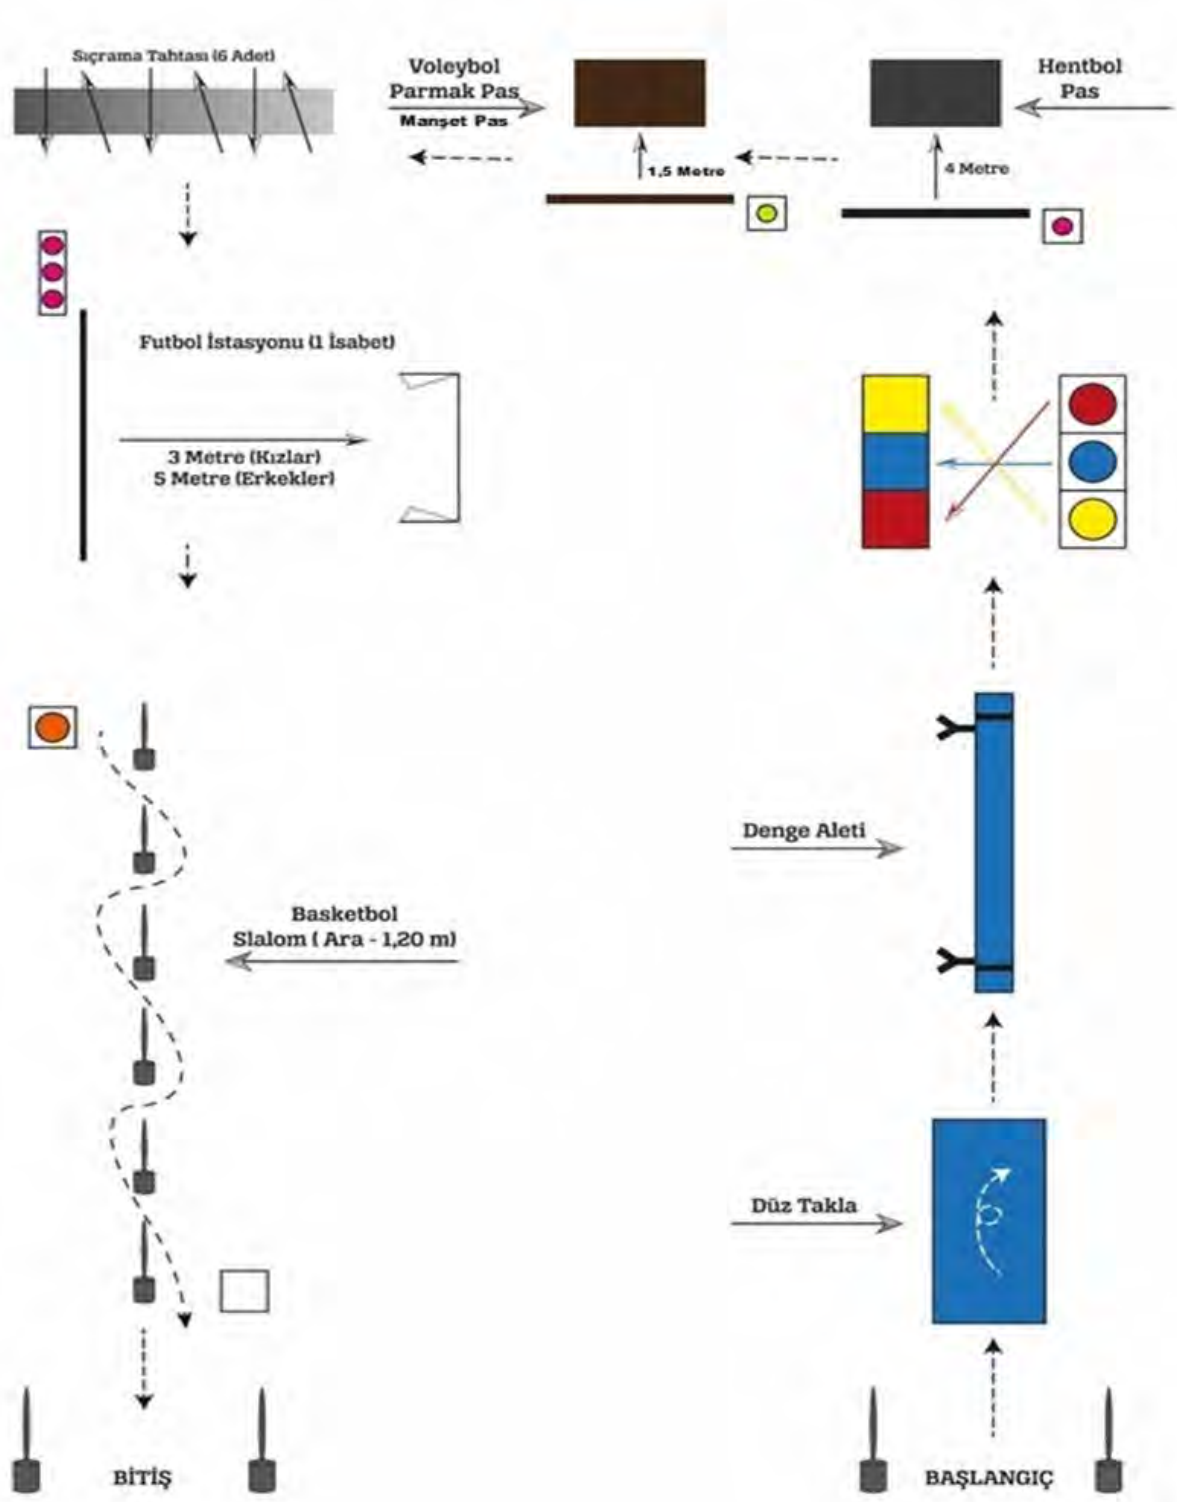 Sıçrama Tahtası (6 Adet)
Voleybol
Parmak Pas
Manşet Pas
Hentbol
Pas
1,5 Metre
4 Metre
Futbol İstasyonu (1 İsabet)
3 Metre (Kızlar)
5 Metre (Erkekler)
Denge Aleti
Basketbol
Slalom ( Ara - 1,20 m)
Düz Takla
BİTİŞ
BAŞLANGIÇ